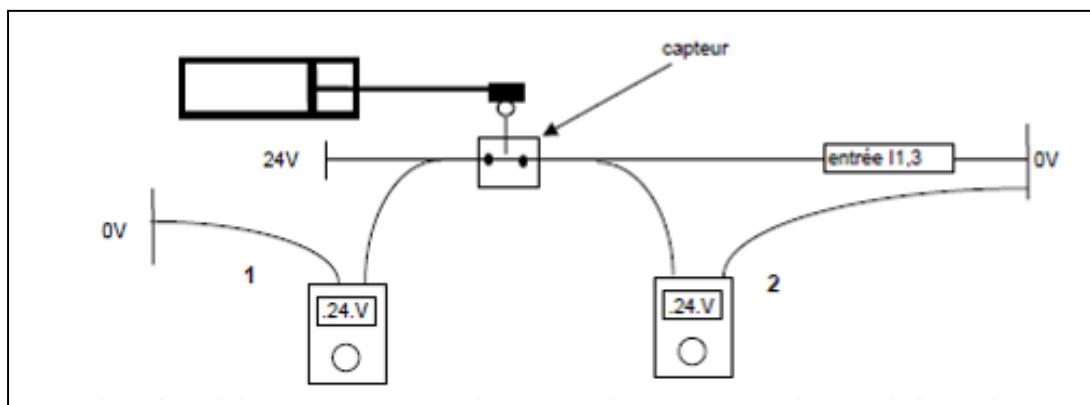 capteur
24V
entrée I1,3
0V
0V
1
2
.24.V
.24.V